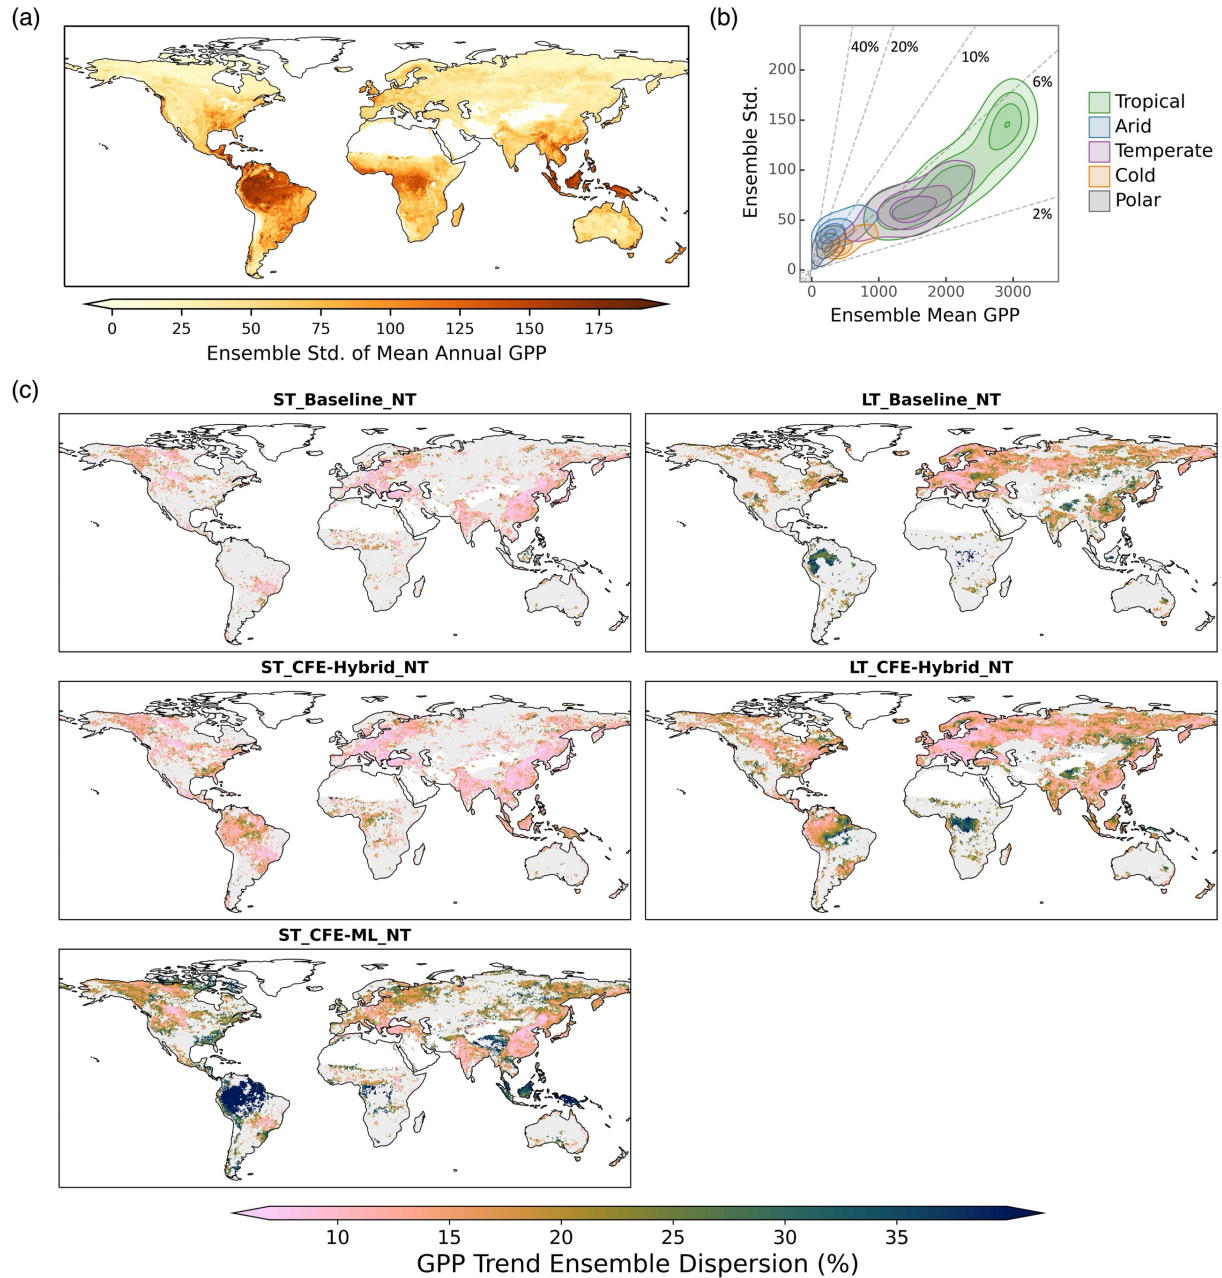 (a)
0 25 50 75 100 125 150 175
Ensemble Std. of Mean Annual GPP
(b)
Ensemble Std.
200
150
100
50
0
40% 20% 10% 6% 2%
0 1000 2000 3000
Ensemble Mean GPP
Tropical
Arid
Temperate
Cold
Polar
(c)
ST_Baseline_NT
LT_Baseline_NT
ST_CFE-Hybrid_NT
LT_CFE-Hybrid_NT
ST_CFE-ML_NT
10 15 20 25 30 35
GPP Trend Ensemble Dispersion (%)